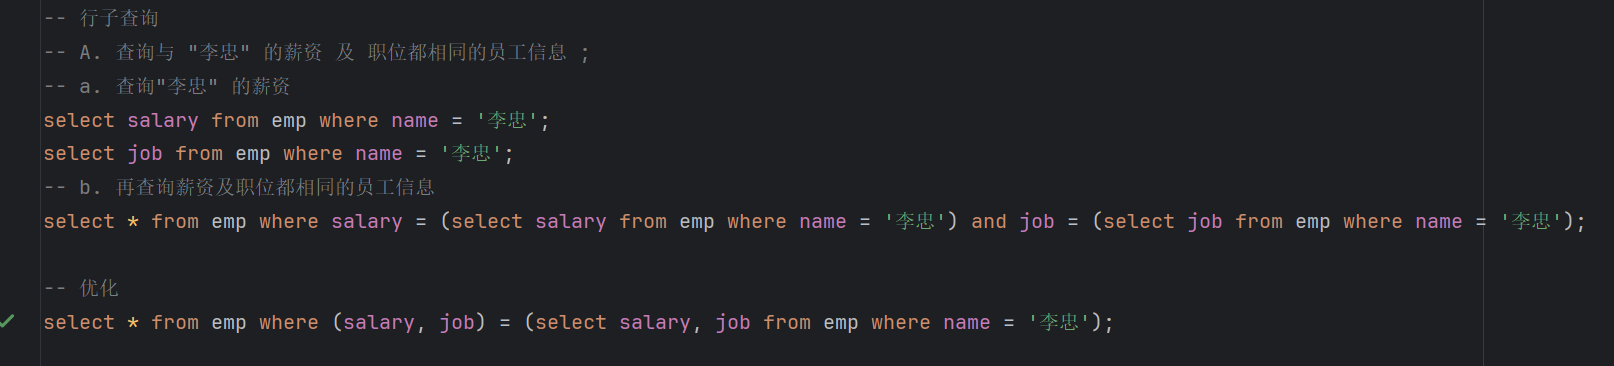 -- 行子查询
-- A. 查询与 "李忠" 的薪资 及 职位都相同的员工信息 ;
-- a. 查询"李忠" 的薪资
select salary from emp where name = '李忠';
select job from emp where name = '李忠';
-- b. 再查询薪资及职位都相同的员工信息
select * from emp where salary = (select salary from emp where name = '李忠') and job = (select job from emp where name = '李忠');
-- 优化
select * from emp where (salary, job) = (select salary, job from emp where name = '李忠');